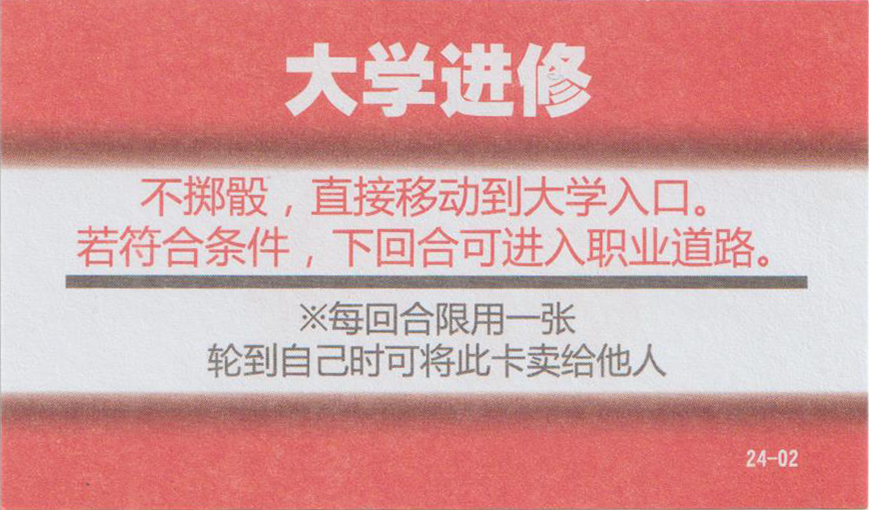 大学进修
不掷骰，直接移动到大学入口。
若符合条件，下回合可进入职业道路。
※每回合限用一张
轮到自己时可将此卡卖给他人
24-02